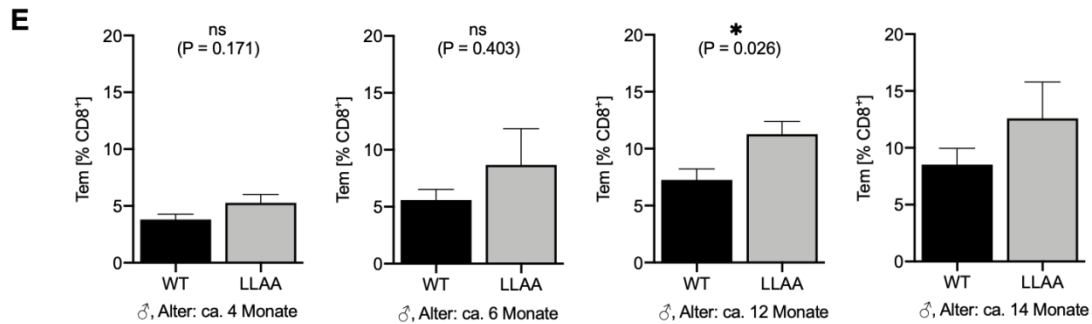 E
ns
(P = 0.171)
20
15
10
5
0
Tem [% CD8⁺]
WT LLAA
♂, Alter: ca. 4 Monate
ns
(P = 0.403)
20
15
10
5
0
Tem [% CD8⁺]
WT LLAA
♂, Alter: ca. 6 Monate
*
(P = 0.026)
20
15
10
5
0
Tem [% CD8⁺]
WT LLAA
♂, Alter: ca. 12 Monate
20
15
10
5
0
Tem [% CD8⁺]
WT LLAA
♂, Alter: ca. 14 Monate